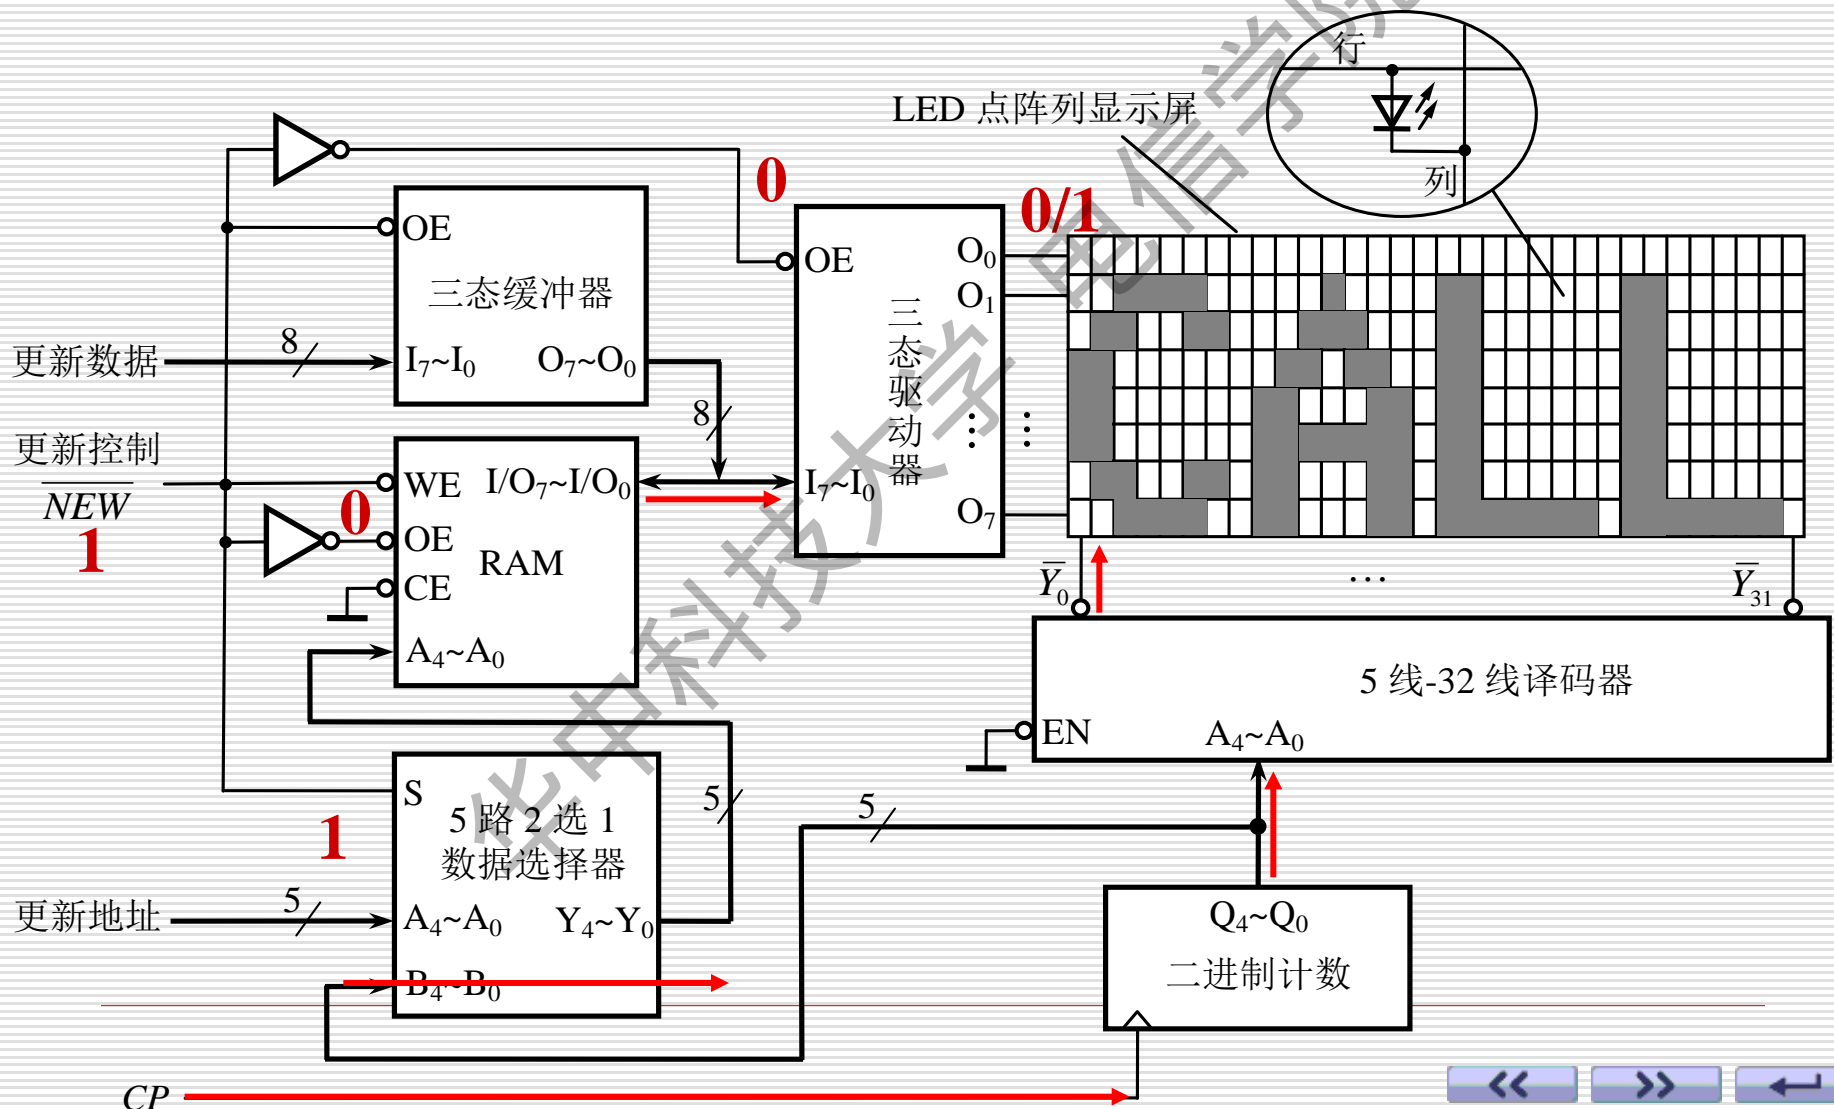 行
LED 点阵列显示屏
列
0
0/1
OE
三态缓冲器
OE
O₀
O₁
三态驱动器
更新数据
8
I₇~I₀
O₇~O₀
8
⋮
⋮
更新控制
N̅E̅W̅
1
0
WE
I/O₇~I/O₀
I₇~I₀
O₇
OE
RAM
CE
A₄~A₀
Y̅₀
⋯
Y̅₃₁
5 线-32 线译码器
EN
A₄~A₀
S
5 路 2 选 1
数据选择器
1
5
5
更新地址
5
A₄~A₀
Y₄~Y₀
B₄~B₀
Q₄~Q₀
二进制计数
CP
华中科技大学 电信学院